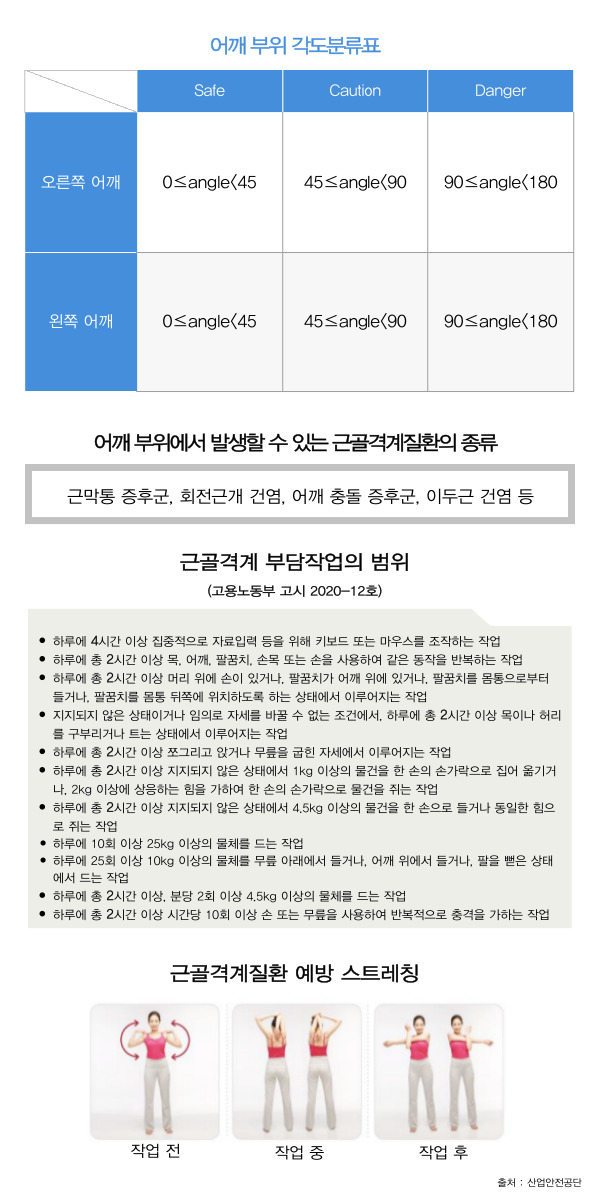 어깨 부위 각도분류표
Safe Caution Danger
오른쪽 어깨 0≤angle<45 45≤angle<90 90≤angle<180
왼쪽 어깨 0≤angle<45 45≤angle<90 90≤angle<180
어깨 부위에서 발생할 수 있는 근골격계질환의 종류
근막통 증후군, 회전근개 건염, 어깨 충돌 증후군, 이두근 건염 등
근골격계 부담작업의 범위
(고용노동부 고시 2020-12호)
● 하루에 4시간 이상 집중적으로 자료입력 등을 위해 키보드 또는 마우스를 조작하는 작업
● 하루에 총 2시간 이상 목, 어깨, 팔꿈치, 손목 또는 손을 사용하여 같은 동작을 반복하는 작업
● 하루에 총 2시간 이상 머리 위에 손이 있거나, 팔꿈치가 어깨 위에 있거나, 팔꿈치를 몸통으로부터
들거나, 팔꿈치를 몸통 뒤쪽에 위치하도록 하는 상태에서 이루어지는 작업
● 지지되지 않은 상태이거나 임의로 자세를 바꿀 수 없는 조건에서, 하루에 총 2시간 이상 목이나 허리
를 구부리거나 트는 상태에서 이루어지는 작업
● 하루에 총 2시간 이상 쪼그리고 앉거나 무릎을 굽힌 자세에서 이루어지는 작업
● 하루에 총 2시간 이상 지지되지 않은 상태에서 1kg 이상의 물건을 한 손의 손가락으로 집어 옮기거
나, 2kg 이상에 상응하는 힘을 가하여 한 손의 손가락으로 물건을 쥐는 작업
● 하루에 총 2시간 이상 지지되지 않은 상태에서 4.5kg 이상의 물건을 한 손으로 들거나 동일한 힘으
로 쥐는 작업
● 하루에 10회 이상 25kg 이상의 물체를 드는 작업
● 하루에 25회 이상 10kg 이상의 물체를 무릎 아래에서 들거나, 어깨 위에서 들거나, 팔을 뻗은 상태
에서 드는 작업
● 하루에 총 2시간 이상, 분당 2회 이상 4.5kg 이상의 물체를 드는 작업
● 하루에 총 2시간 이상 시간당 10회 이상 손 또는 무릎을 사용하여 반복적으로 충격을 가하는 작업
근골격계질환 예방 스트레칭
작업 전 작업 중 작업 후
출처 : 산업안전공단